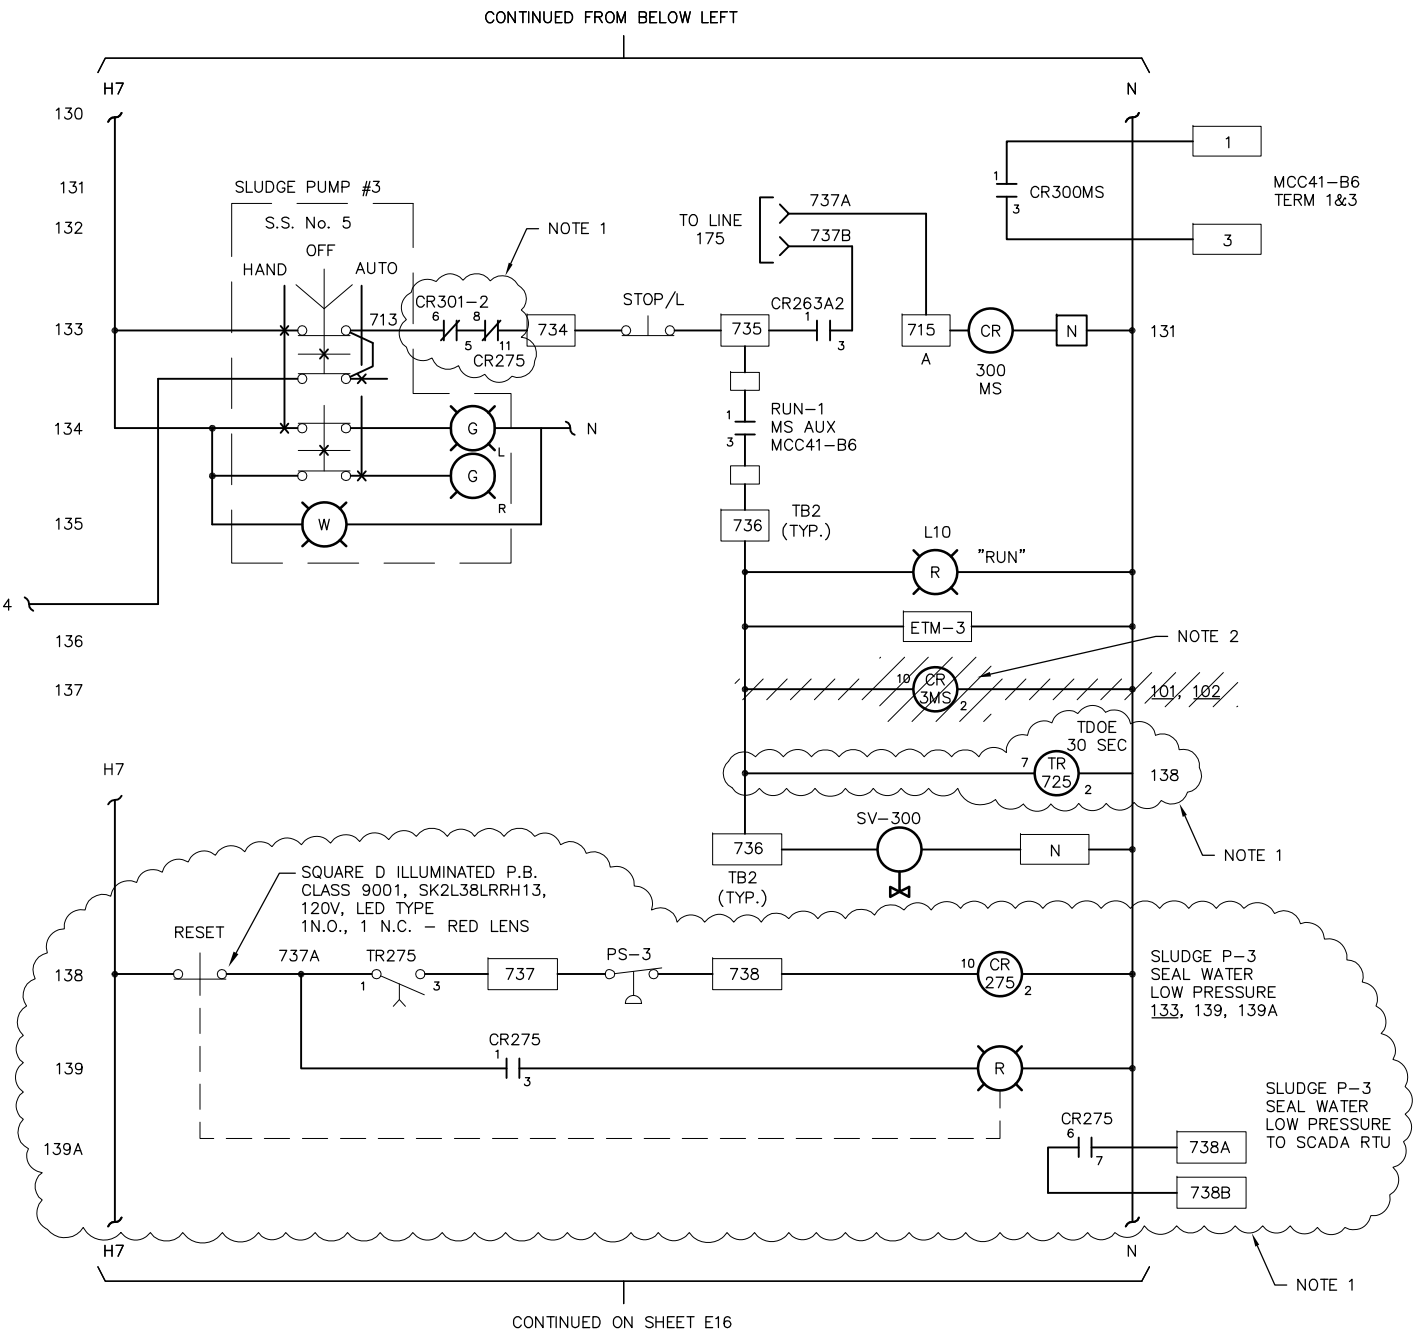 CONTINUED FROM BELOW LEFT
H7
N
130
1
131
SLUDGE PUMP #3
737A
1
CR300MS
3
MCC41-B6
TERM 1&3
132
S.S. No. 5
NOTE 1
TO LINE
175
737B
3
OFF
HAND
AUTO
133
713
CR301-2
6
5
8
11
CR275
734
STOP/L
735
CR263A2
1
3
715
A
CR
300
MS
N
131
134
G
L
N
1
3
RUN-1
MS AUX
MCC41-B6
G
R
135
W
736
TB2
(TYP.)
L10
R
"RUN"
4
136
ETM-3
NOTE 2
137
10
CR
3MS
2
101, 102
TDOE
30 SEC
H7
7
TR
725
2
138
SV-300
736
N
NOTE 1
TB2
(TYP.)
SQUARE D ILLUMINATED P.B.
CLASS 9001, SK2L38LRRH13,
120V, LED TYPE
1N.O., 1 N.C. - RED LENS
RESET
138
737A
TR275
1
3
737
PS-3
738
10
CR
275
2
SLUDGE P-3
SEAL WATER
LOW PRESSURE
133, 139, 139A
139
CR275
1
3
R
SLUDGE P-3
SEAL WATER
LOW PRESSURE
TO SCADA RTU
139A
CR275
6
7
738A
738B
H7
N
NOTE 1
CONTINUED ON SHEET E16